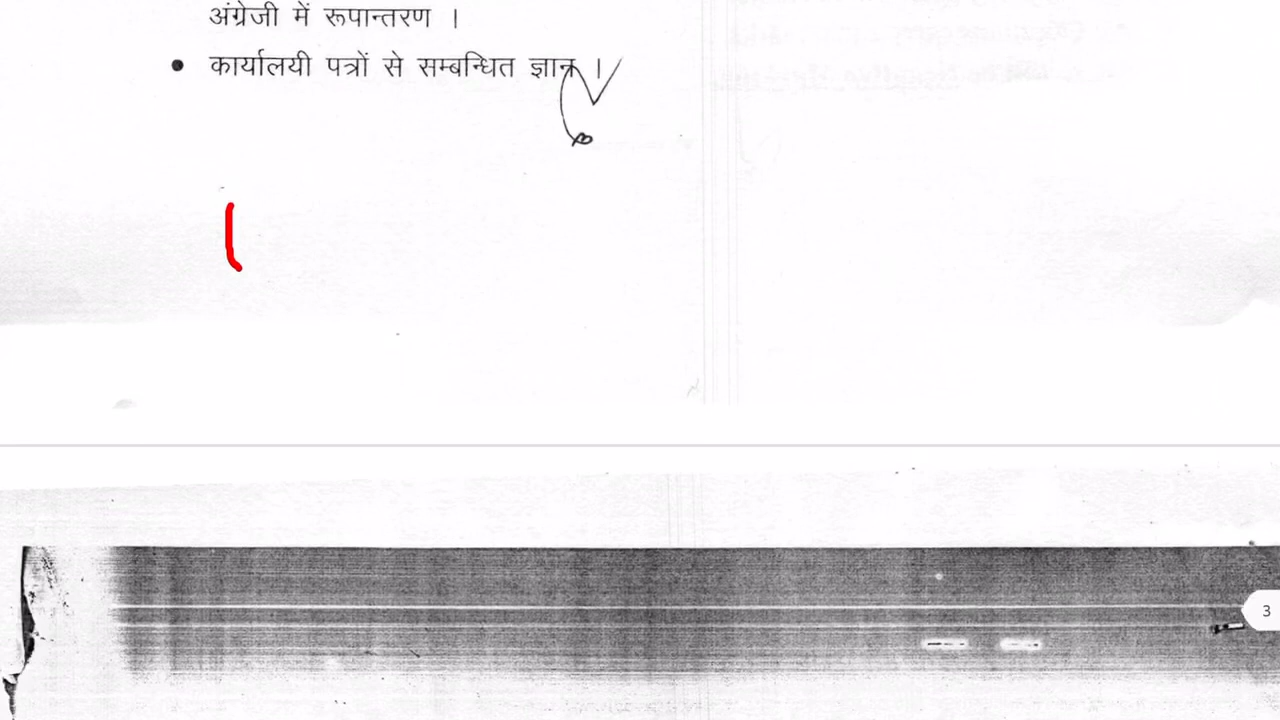 अंग्रेजी में रूपान्तरण ।
• कार्यालयी पत्रों से सम्बन्धित ज्ञान ।
3